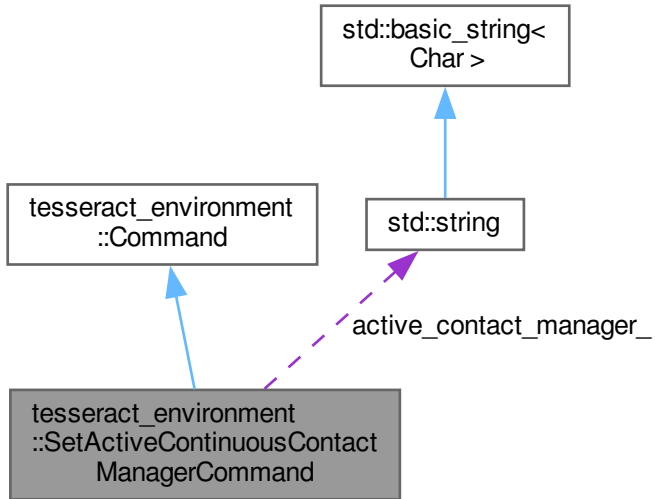 std::basic_string<
Char >
tesseract_environment
::Command
std::string
active_contact_manager_
tesseract_environment
::SetActiveContinuousContact
ManagerCommand